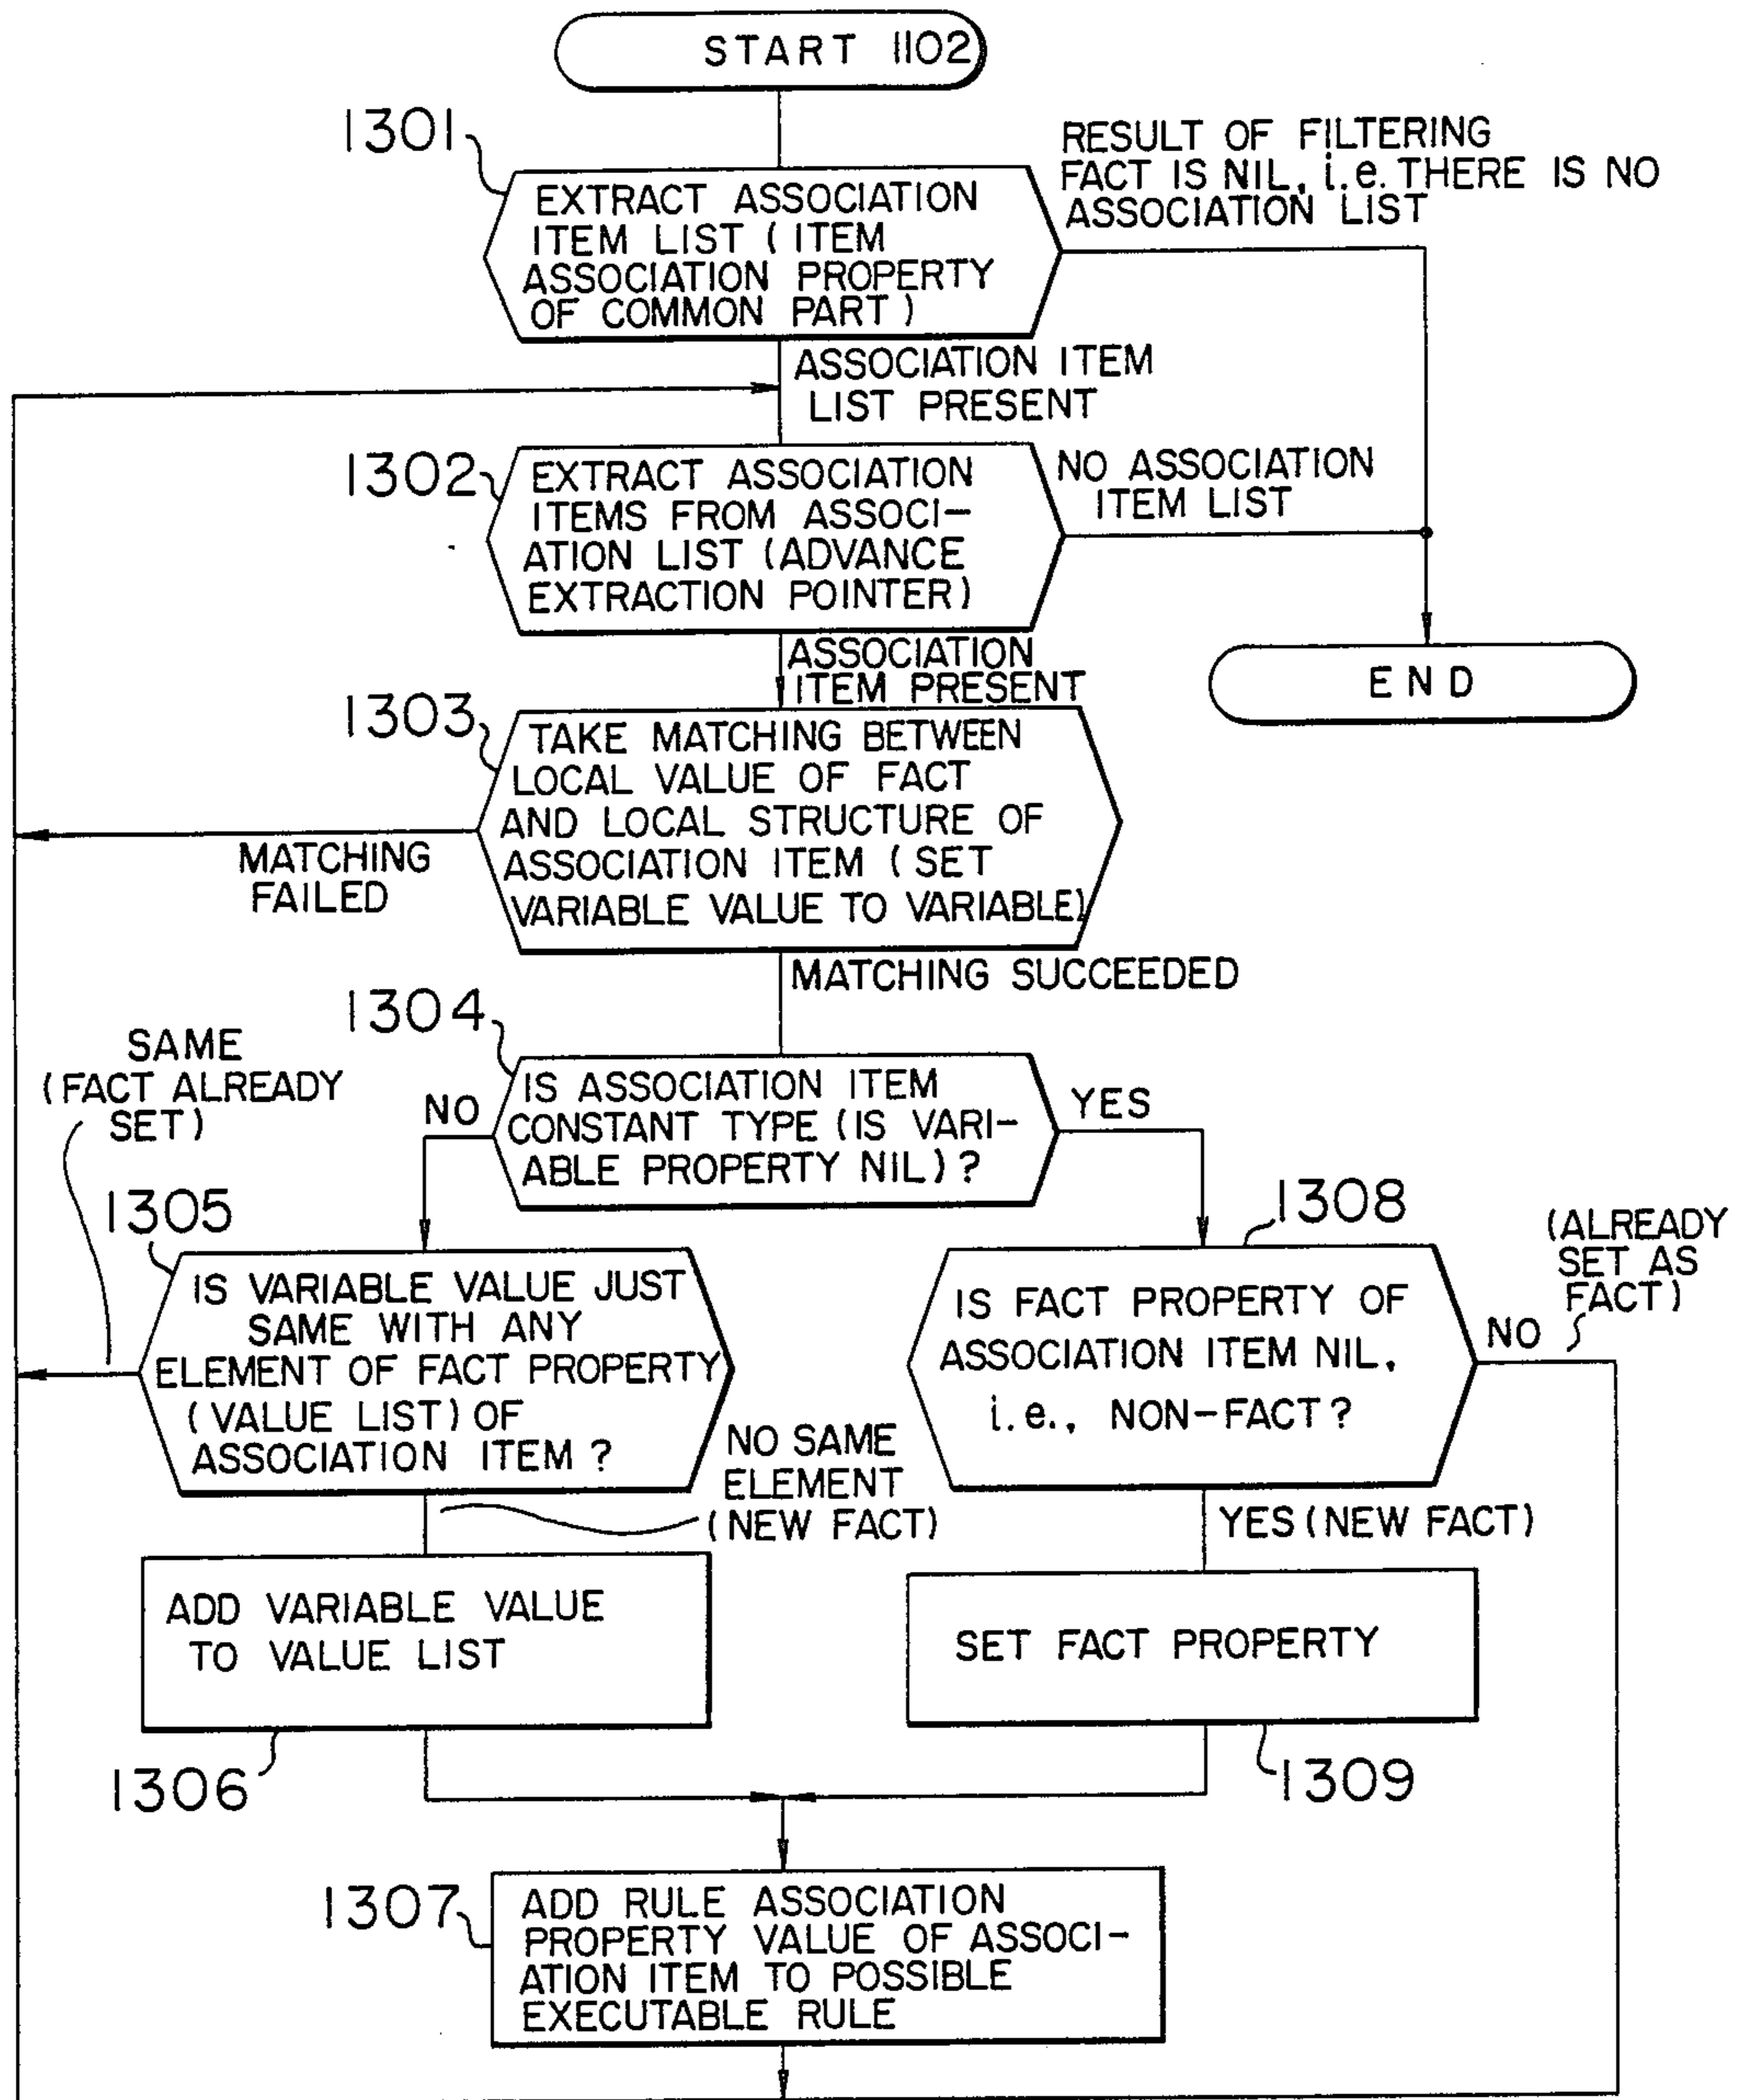 START 1102
1301
EXTRACT ASSOCIATION
ITEM LIST (ITEM
ASSOCIATION PROPERTY
OF COMMON PART)
RESULT OF FILTERING
FACT IS NIL, i.e. THERE IS NO
ASSOCIATION LIST
ASSOCIATION ITEM
LIST PRESENT
1302
EXTRACT ASSOCIATION
ITEMS FROM ASSOCI-
ATION LIST (ADVANCE
EXTRACTION POINTER)
NO ASSOCIATION
ITEM LIST
ASSOCIATION
ITEM PRESENT
END
1303
TAKE MATCHING BETWEEN
LOCAL VALUE OF FACT
AND LOCAL STRUCTURE OF
ASSOCIATION ITEM (SET
VARIABLE VALUE TO VARIABLE)
MATCHING
FAILED
MATCHING SUCCEEDED
1304
IS ASSOCIATION ITEM
CONSTANT TYPE (IS VARI-
ABLE PROPERTY NIL)?
NO
YES
SAME
(FACT ALREADY
SET)
1305
IS VARIABLE VALUE JUST
SAME WITH ANY
ELEMENT OF FACT PROPERTY
(VALUE LIST) OF
ASSOCIATION ITEM?
1308
IS FACT PROPERTY OF
ASSOCIATION ITEM NIL,
i.e., NON-FACT?
(ALREADY
SET AS
FACT)
NO
NO SAME
ELEMENT
(NEW FACT)
YES (NEW FACT)
ADD VARIABLE VALUE
TO VALUE LIST
1306
SET FACT PROPERTY
1309
1307
ADD RULE ASSOCIATION
PROPERTY VALUE OF ASSOCI-
ATION ITEM TO POSSIBLE
EXECUTABLE RULE